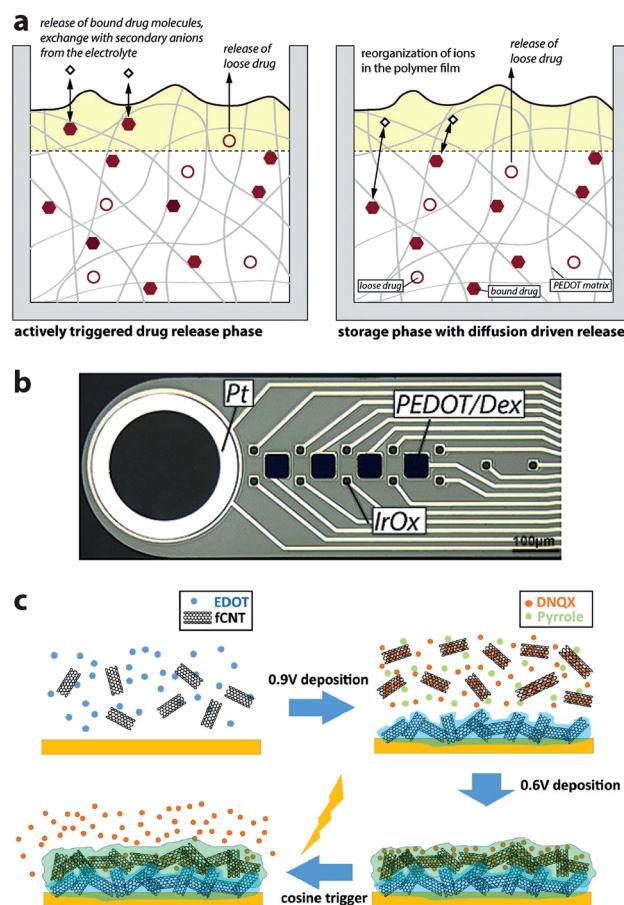 a
release of bound drug molecules,
exchange with secondary anions
from the electrolyte
release of
loose drug
actively triggered drug release phase
reorganization of ions
in the polymer film
release of
loose drug
loose drug
bound drug
PEDOT matrix
storage phase with diffusion driven release
b
Pt
PEDOT/Dex
IrOx
100µm
c
EDOT
fCNT
0.9V deposition
DNQX
Pyrrole
0.6V deposition
cosine trigger